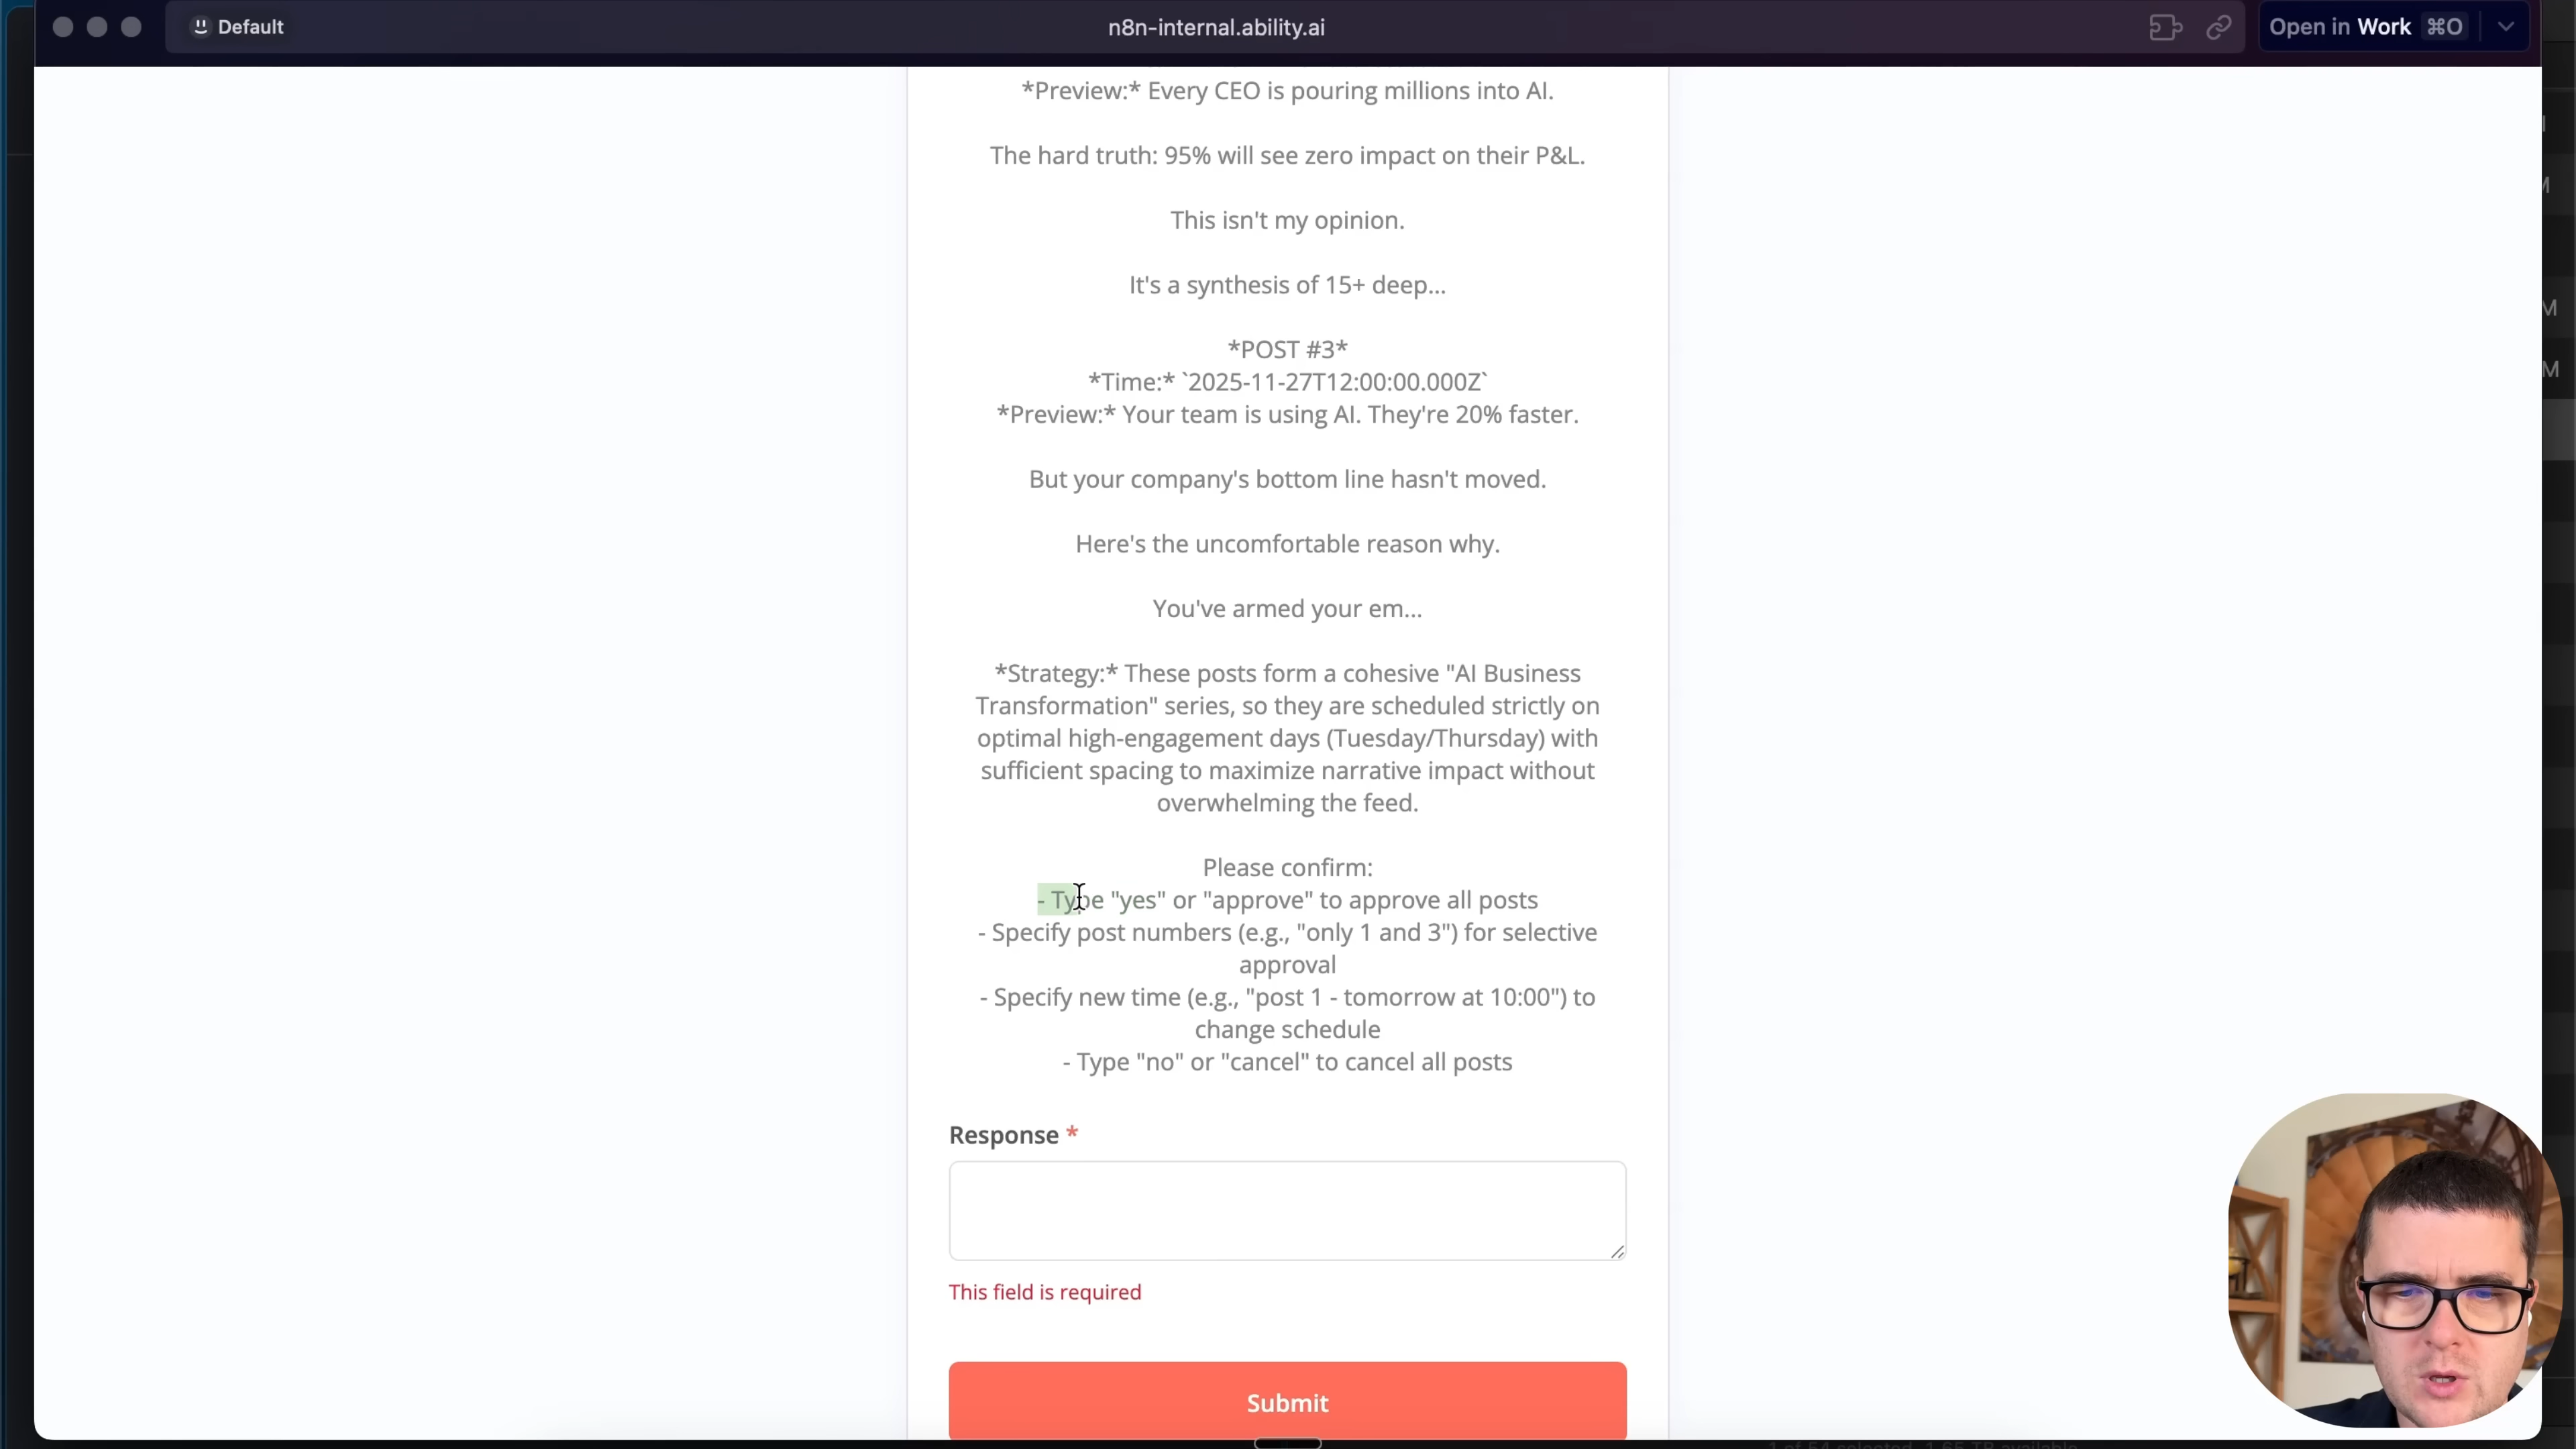 Default
n8n-internal.ability.ai
Open in Work ⌘O
*Preview:* Every CEO is pouring millions into AI.
The hard truth: 95% will see zero impact on their P&L.
This isn't my opinion.
It's a synthesis of 15+ deep...
*POST #3*
*Time:* `2025-11-27T12:00:00.000Z`
*Preview:* Your team is using AI. They're 20% faster.
But your company's bottom line hasn't moved.
Here's the uncomfortable reason why.
You've armed your em...
*Strategy:* These posts form a cohesive "AI Business
Transformation" series, so they are scheduled strictly on
optimal high-engagement days (Tuesday/Thursday) with
sufficient spacing to maximize narrative impact without
overwhelming the feed.
Please confirm:
- Type "yes" or "approve" to approve all posts
- Specify post numbers (e.g., "only 1 and 3") for selective
approval
- Specify new time (e.g., "post 1 - tomorrow at 10:00") to
change schedule
- Type "no" or "cancel" to cancel all posts
Response *
This field is required
Submit